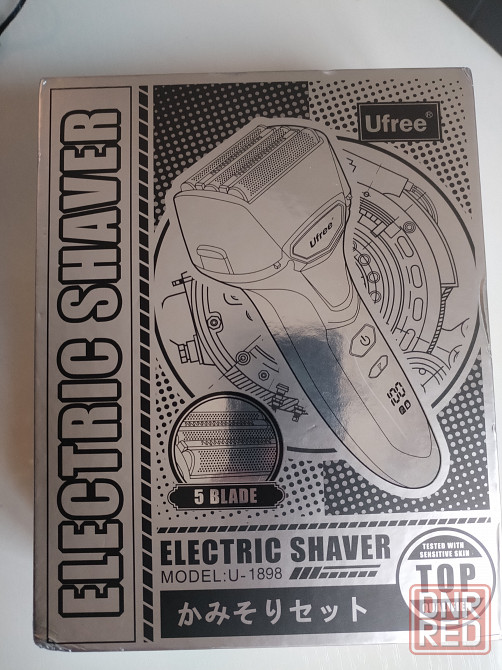 ELECTRIC SHAVER
Ufree®
Ufree
100
5 BLADE
ELECTRIC SHAVER
MODEL:U-1898
かみそりセット
TESTED WITH
SENSITIVE SKIN
TOP
DNR
RED